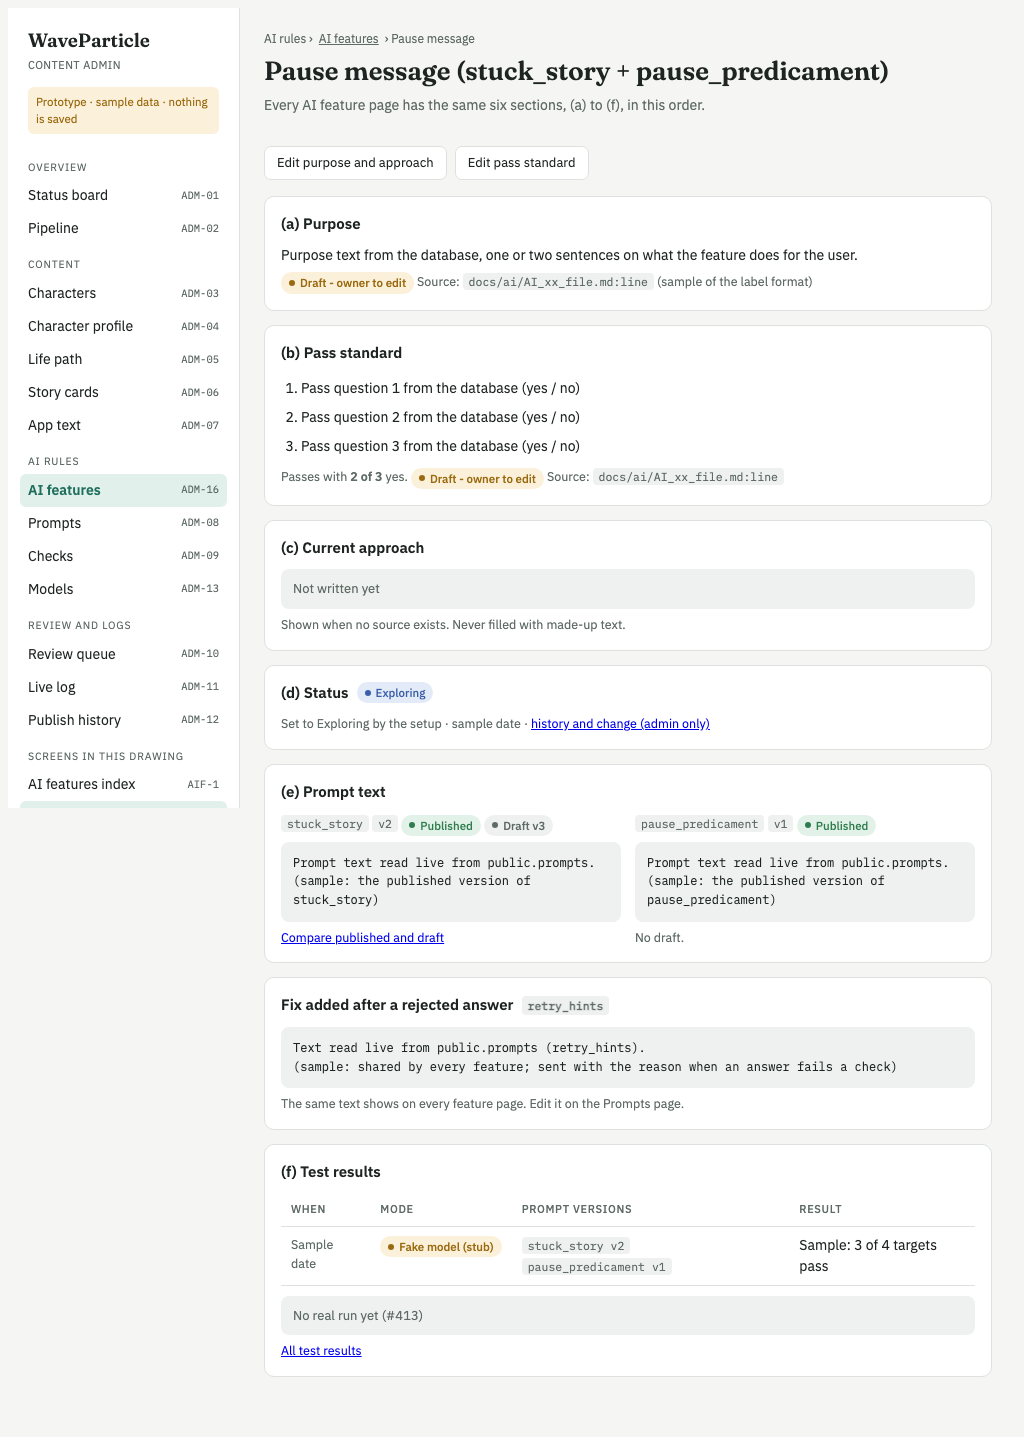 WaveParticle
CONTENT ADMIN
Prototype · sample data · nothing
is saved
OVERVIEW
Status board ADM-01
Pipeline ADM-02
CONTENT
Characters ADM-03
Character profile ADM-04
Life path ADM-05
Story cards ADM-06
App text ADM-07
AI RULES
AI features ADM-16
Prompts ADM-08
Checks ADM-09
Models ADM-13
REVIEW AND LOGS
Review queue ADM-10
Live log ADM-11
Publish history ADM-12
SCREENS IN THIS DRAWING
AI features index AIF-1
AI rules › AI features › Pause message
Pause message (stuck_story + pause_predicament)
Every AI feature page has the same six sections, (a) to (f), in this order.
Edit purpose and approach Edit pass standard
(a) Purpose
Purpose text from the database, one or two sentences on what the feature does for the user.
Draft - owner to edit Source: docs/ai/AI_xx_file.md:line (sample of the label format)
(b) Pass standard
1. Pass question 1 from the database (yes / no)
2. Pass question 2 from the database (yes / no)
3. Pass question 3 from the database (yes / no)
Passes with 2 of 3 yes. Draft - owner to edit Source: docs/ai/AI_xx_file.md:line
(c) Current approach
Not written yet
Shown when no source exists. Never filled with made-up text.
(d) Status Exploring
Set to Exploring by the setup · sample date · history and change (admin only)
(e) Prompt text
stuck_story v2 Published Draft v3
Prompt text read live from public.prompts.
(sample: the published version of
stuck_story)
Compare published and draft
pause_predicament v1 Published
Prompt text read live from public.prompts.
(sample: the published version of
pause_predicament)
No draft.
Fix added after a rejected answer retry_hints
Text read live from public.prompts (retry_hints).
(sample: shared by every feature; sent with the reason when an answer fails a check)
The same text shows on every feature page. Edit it on the Prompts page.
(f) Test results
WHEN MODE PROMPT VERSIONS RESULT
Sample
date
Fake model (stub)
stuck_story v2
pause_predicament v1
Sample: 3 of 4 targets
pass
No real run yet (#413)
All test results